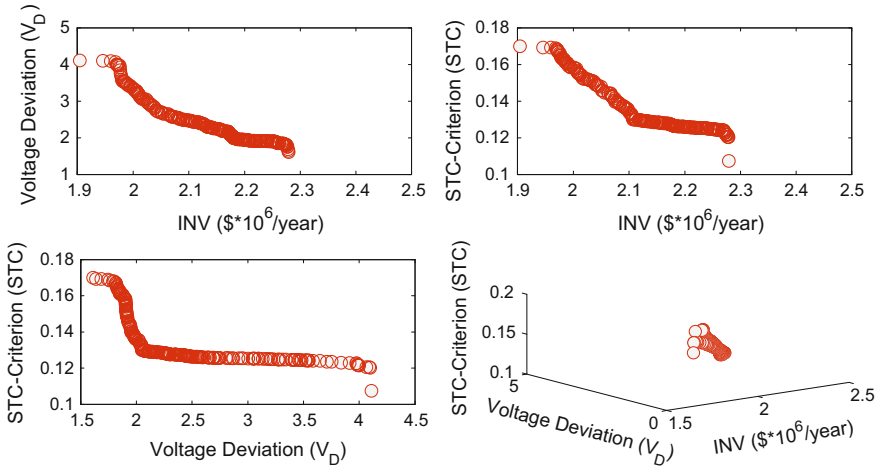 Voltage Deviation (V_D)
5
4
3
2
1
1.9 2 2.1 2.2 2.3 2.4 2.5
INV ($*10^6/year)
STC-Criterion (STC)
0.18
0.16
0.14
0.12
0.1
1.9 2 2.1 2.2 2.3 2.4 2.5
INV ($*10^6/year)
STC-Criterion (STC)
0.18
0.16
0.14
0.12
0.1
1.5 2 2.5 3 3.5 4 4.5
Voltage Deviation (V_D)
STC-Criterion (STC)
0.2
0.15
0.1
5
0
Voltage Deviation (V_D)
1.5 2 2.5
INV ($*10^6/year)